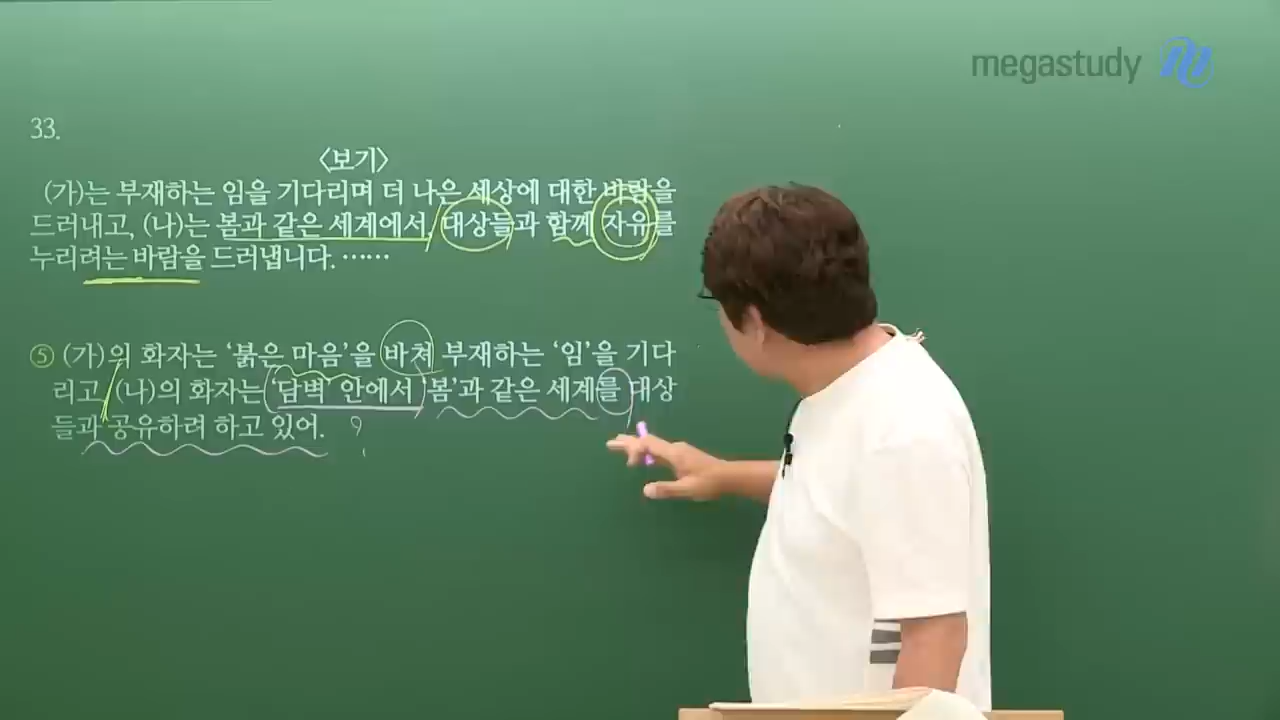 megastudy
33.
<보기>
(가)는 부재하는 임을 기다리며 더 나은 세상에 대한 바람을
드러내고, (나)는 봄과 같은 세계에서, 대상들과 함께 자유를
누리려는 바람을 드러냅니다. ……
⑤ (가)의 화자는 ‘붉은 마음’을 바쳐 부재하는 ‘임’을 기다
리고, (나)의 화자는 ‘담벽’ 안에서 ‘봄’과 같은 세계를 대상
들과 공유하려 하고 있어.